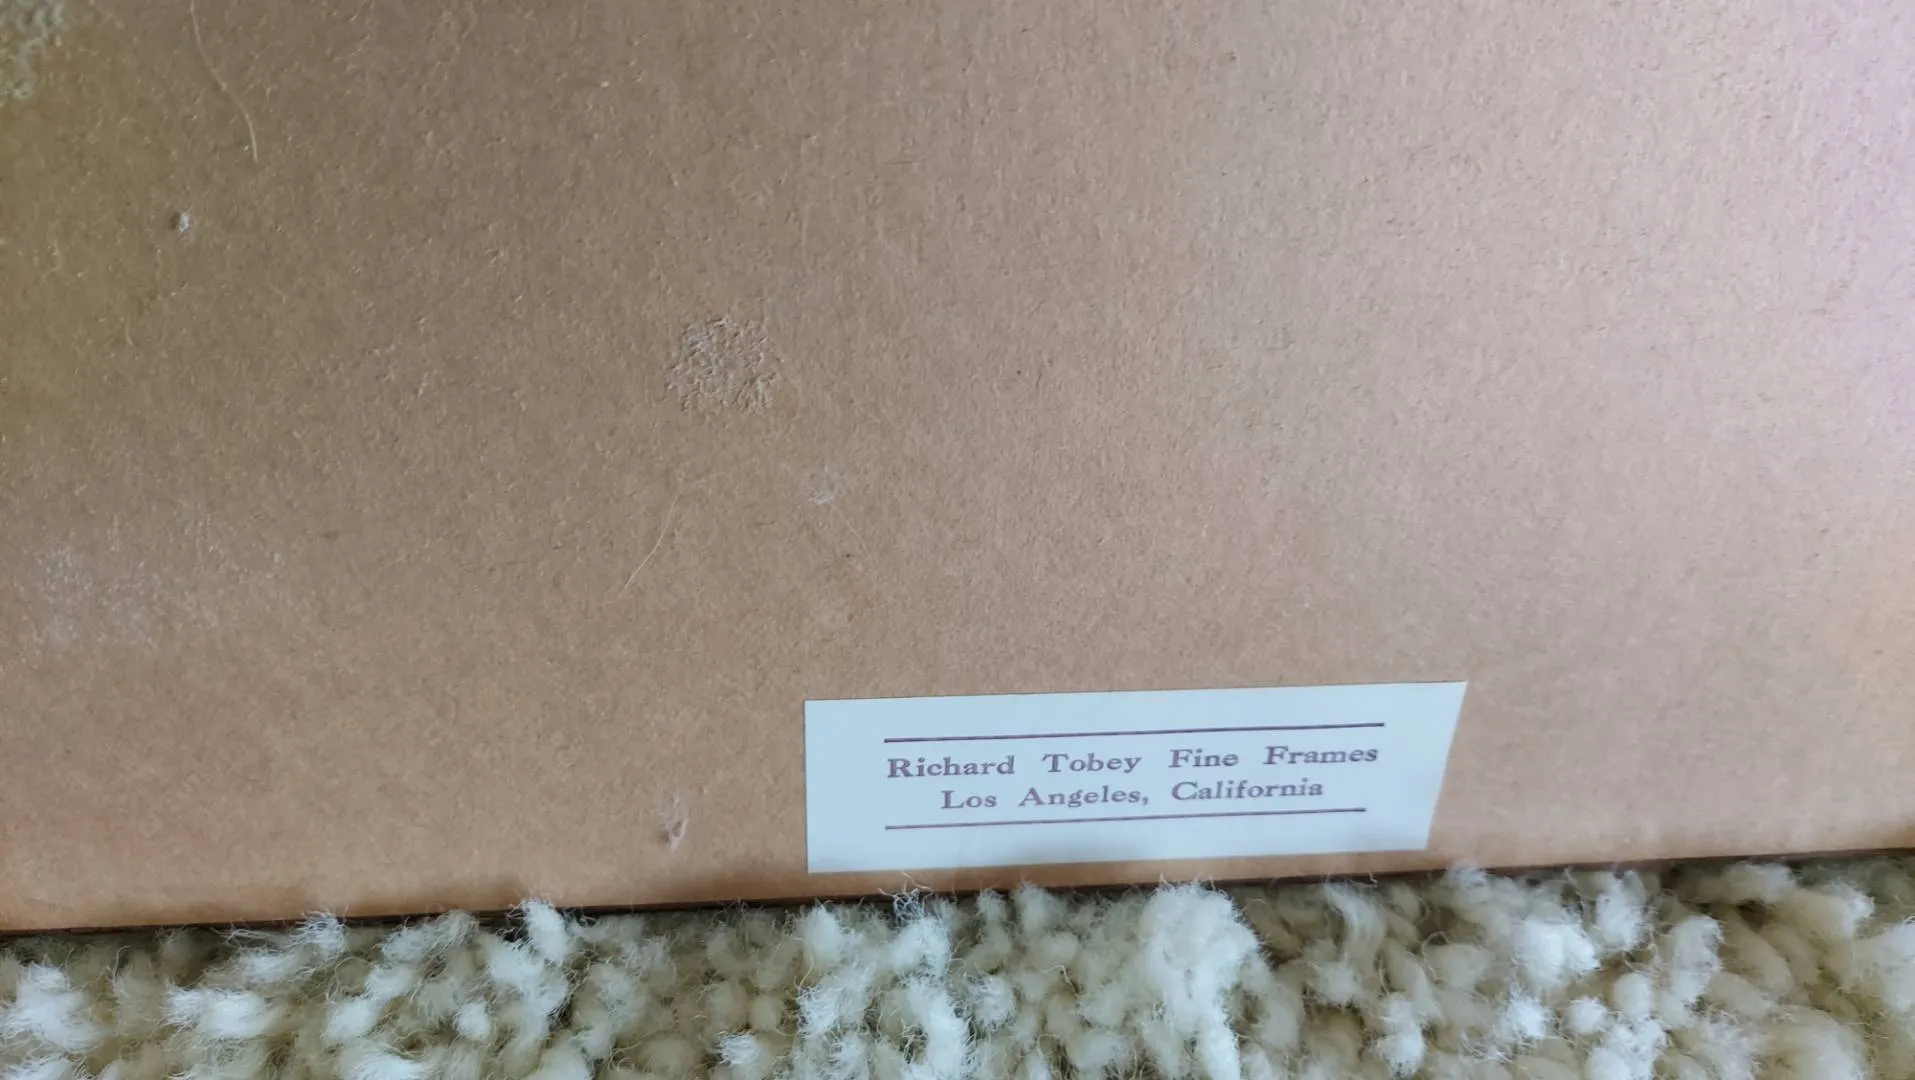 Richard Tobey Fine Frames
Los Angeles, California